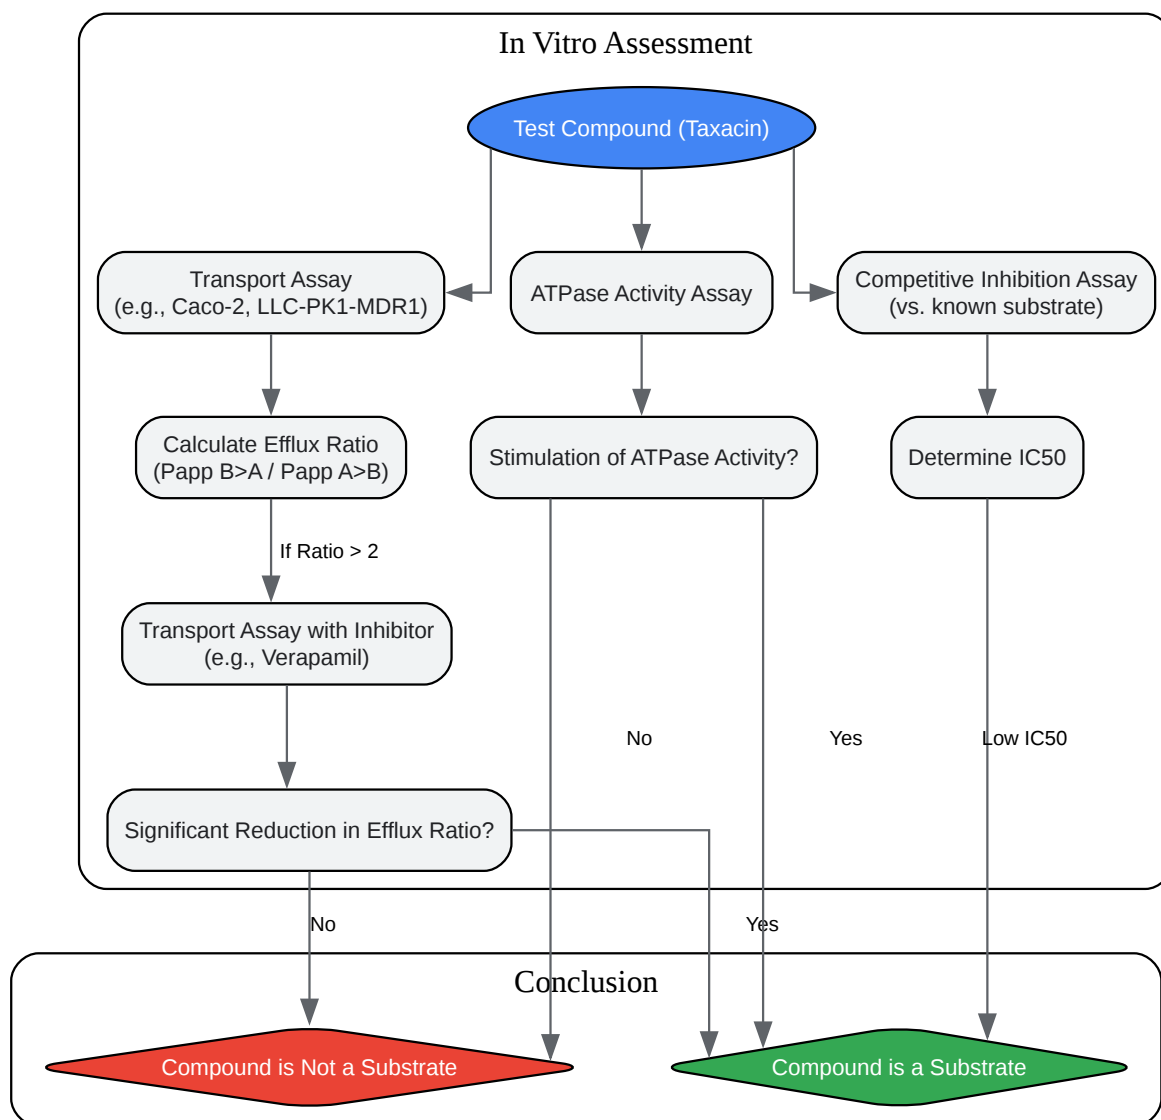 In Vitro Assessment
Test Compound (Taxacin)
Transport Assay
(e.g., Caco-2, LLC-PK1-MDR1)
ATPase Activity Assay
Competitive Inhibition Assay
(vs. known substrate)
Calculate Efflux Ratio
(Papp B>A / Papp A>B)
Stimulation of ATPase Activity?
Determine IC50
If Ratio > 2
Transport Assay with Inhibitor
(e.g., Verapamil)
No
Yes
Low IC50
Significant Reduction in Efflux Ratio?
No
Yes
Conclusion
Compound is Not a Substrate
Compound is a Substrate